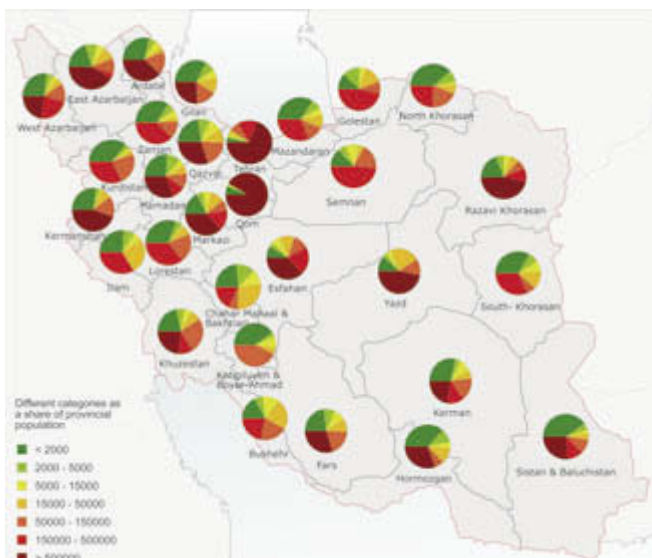 Ardabil
East Azarbaijan
Gilan
West Azarbaijan
Golestan
North Khorasan
Zanjan
Mazandaran
Qazvin
Tehran
Kurdistan
Hamadan
Semnan
Razavi Khorasan
Qom
Kermanshah
Markazi
Ilam
Lorestan
Esfahan
Yazd
South- Khorasan
Chahar Mahaal &
Bakhtiari
Khuzestan
Kohgiluyeh &
Boyer-Ahmad
Kerman
Bushehr
Fars
Hormozgan
Sistan & Baluchistan
Different categories as
a share of provincial
population
< 2000
2000 - 5000
5000 - 15000
15000 - 50000
50000 - 150000
150000 - 500000
> 500000